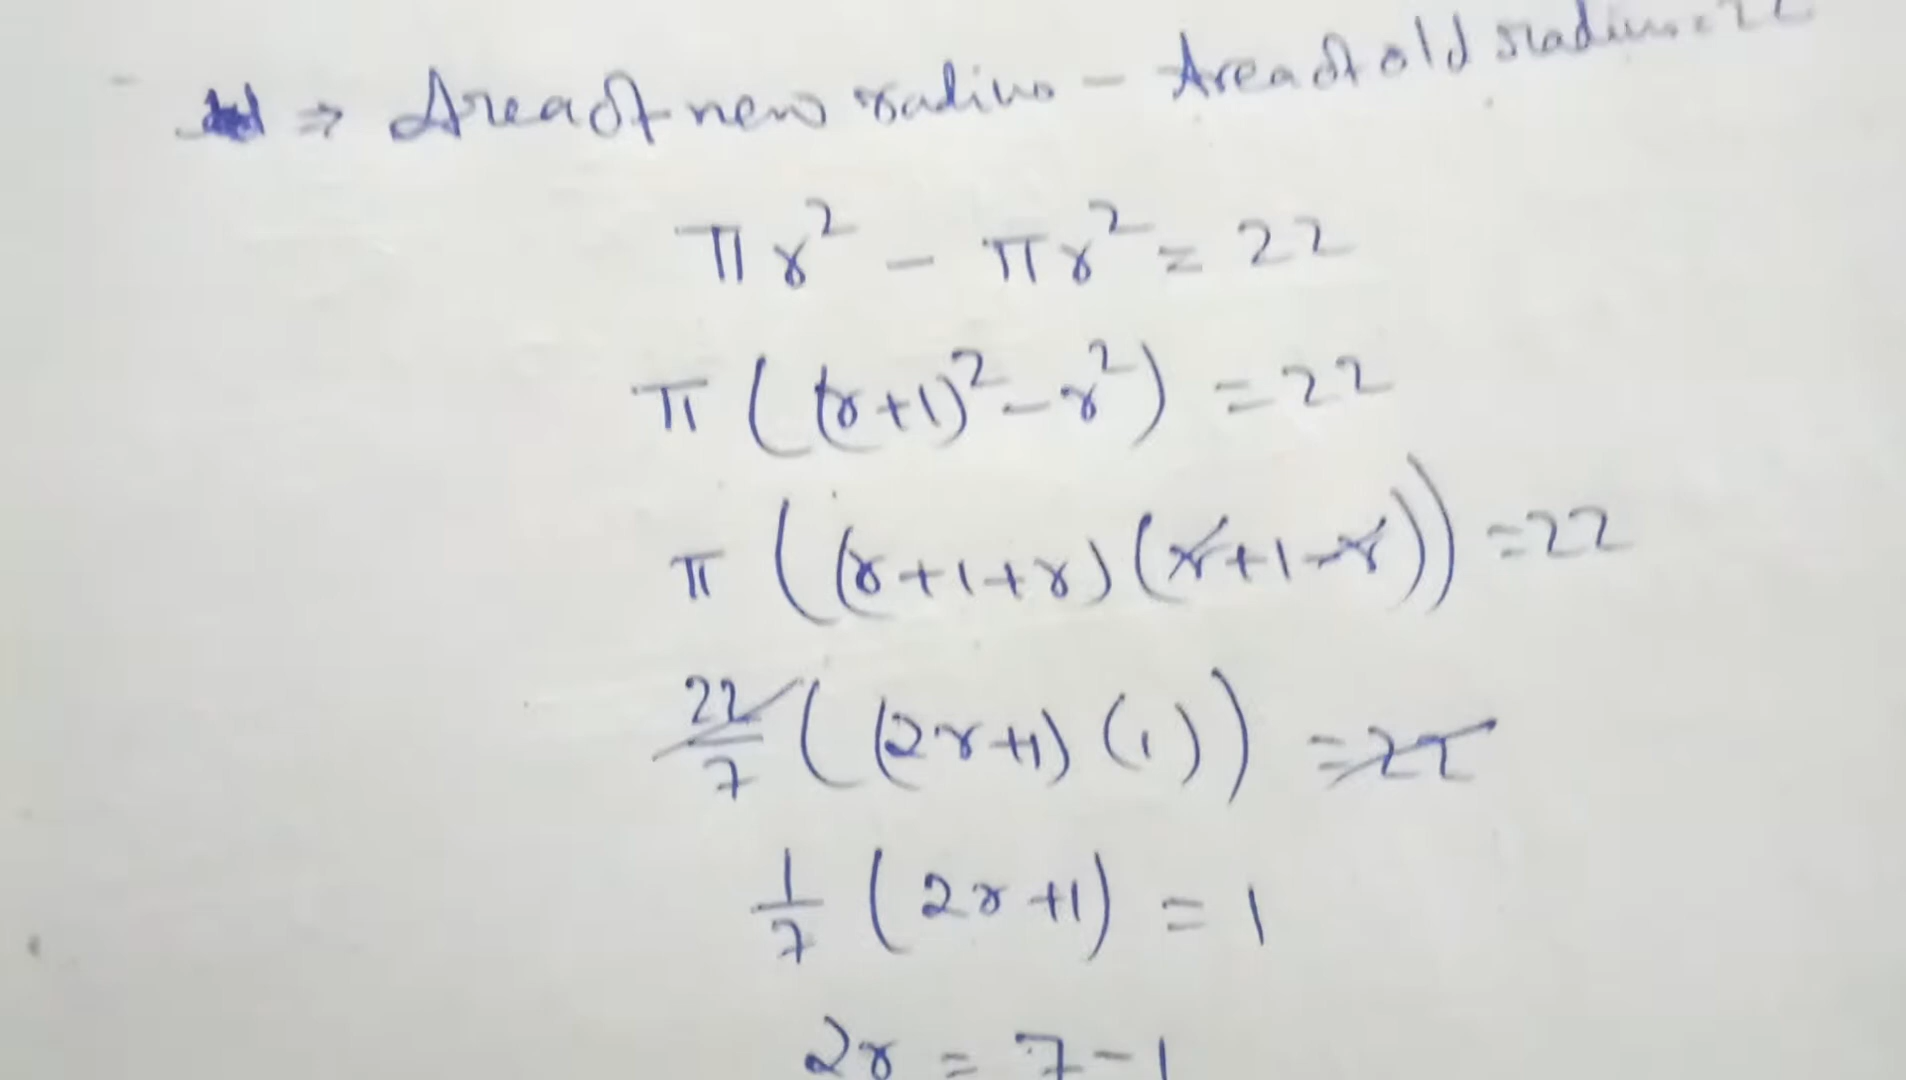 ⇒ Area of new radius - Area of old radius = 22
πr² - πr² = 22
π((r+1)² - r²) = 22
π((r+1+r)(r+1-r)) = 22
22/7((2r+1)(1)) = 22
1/7(2r+1) = 1
2r = 7-1